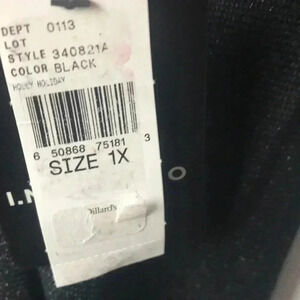 DEPT 0113
LOT
STYLE 340821A
COLOR BLACK
HOLLY HOLIDAY
6 50868 75181 3
SIZE 1X
Dillard's